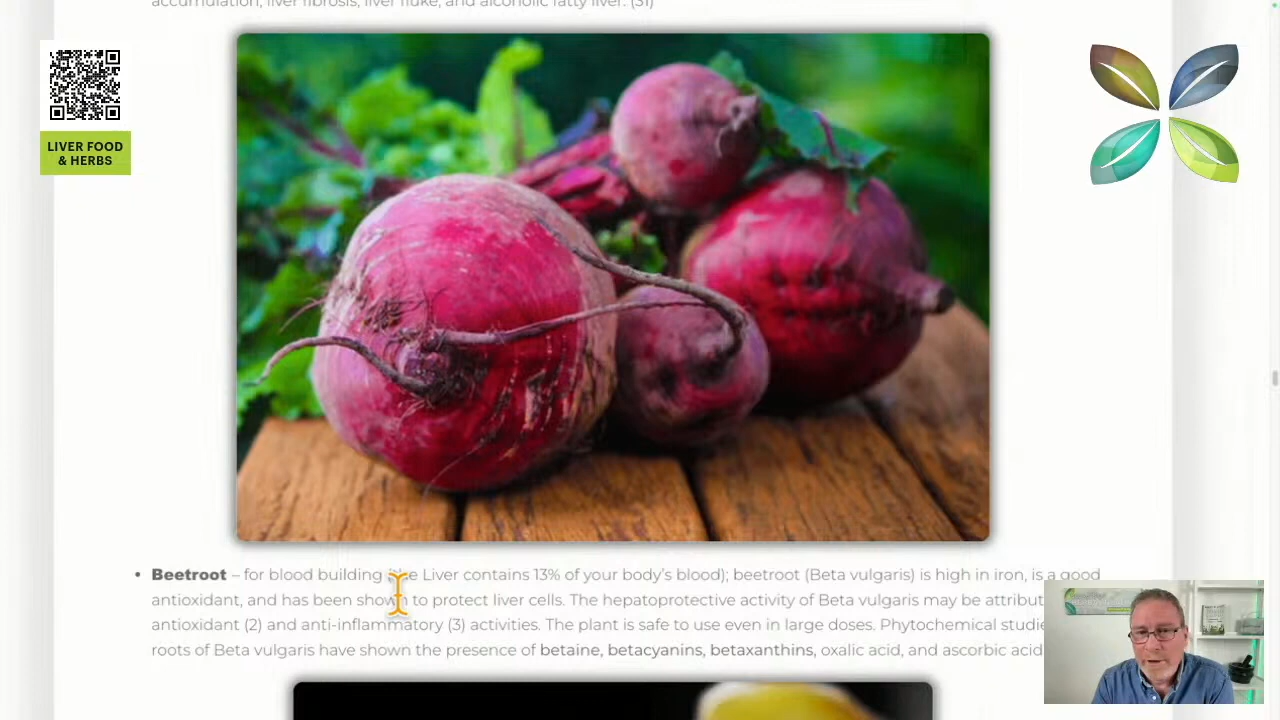 accumulation, liver fibrosis, liver fluke, and alcoholic fatty liver. (31)
LIVER FOOD
& HERBS
• Beetroot – for blood building (the Liver contains 13% of your body's blood); beetroot (Beta vulgaris) is high in iron, is a good
antioxidant, and has been shown to protect liver cells. The hepatoprotective activity of Beta vulgaris may be
antioxidant (2) and anti-inflammatory (3) activities. The plant is safe to use even in large doses. Phytochemical
roots of Beta vulgaris have shown the presence of betaine, betacyanins, betaxanthins, oxalic acid, and ascorbic acid